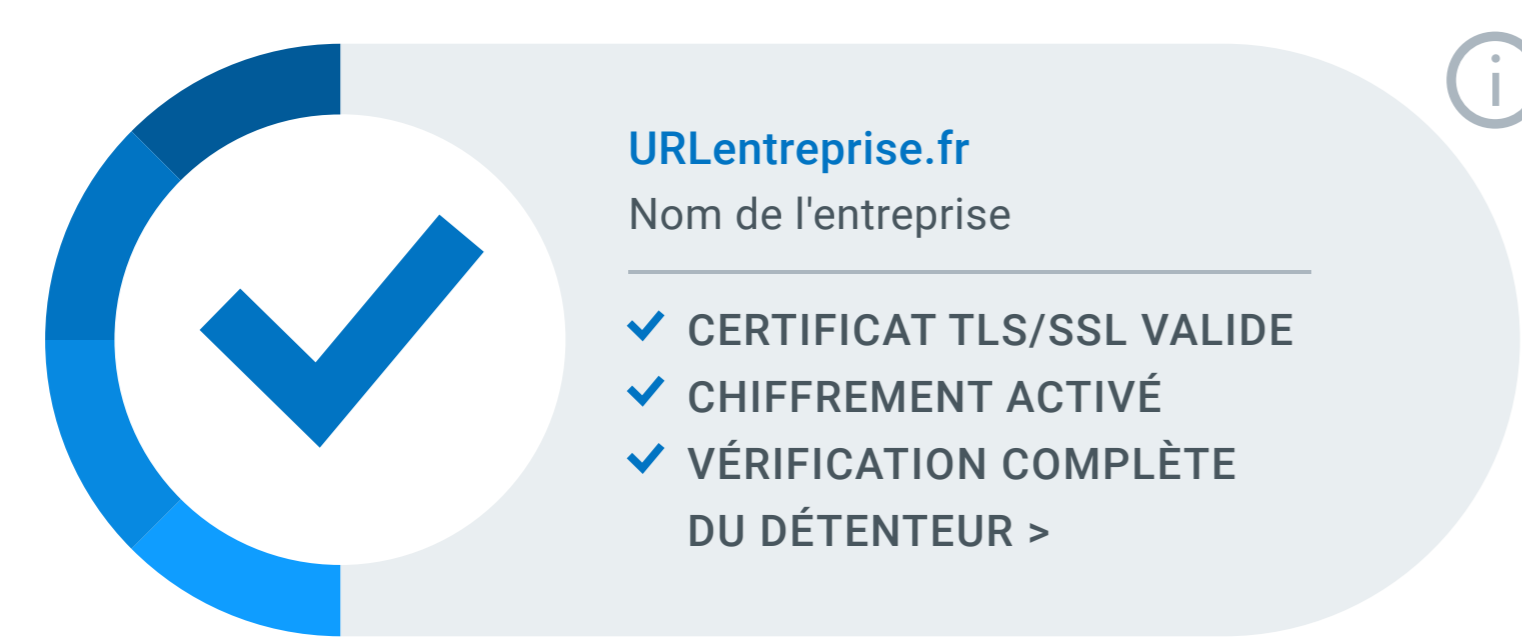 URLentreprise.fr
Nom de l'entreprise
CERTIFICAT TLS/SSL VALIDE
CHIFFREMENT ACTIVÉ
VÉRIFICATION COMPLÈTE
DU DÉTENTEUR >
i